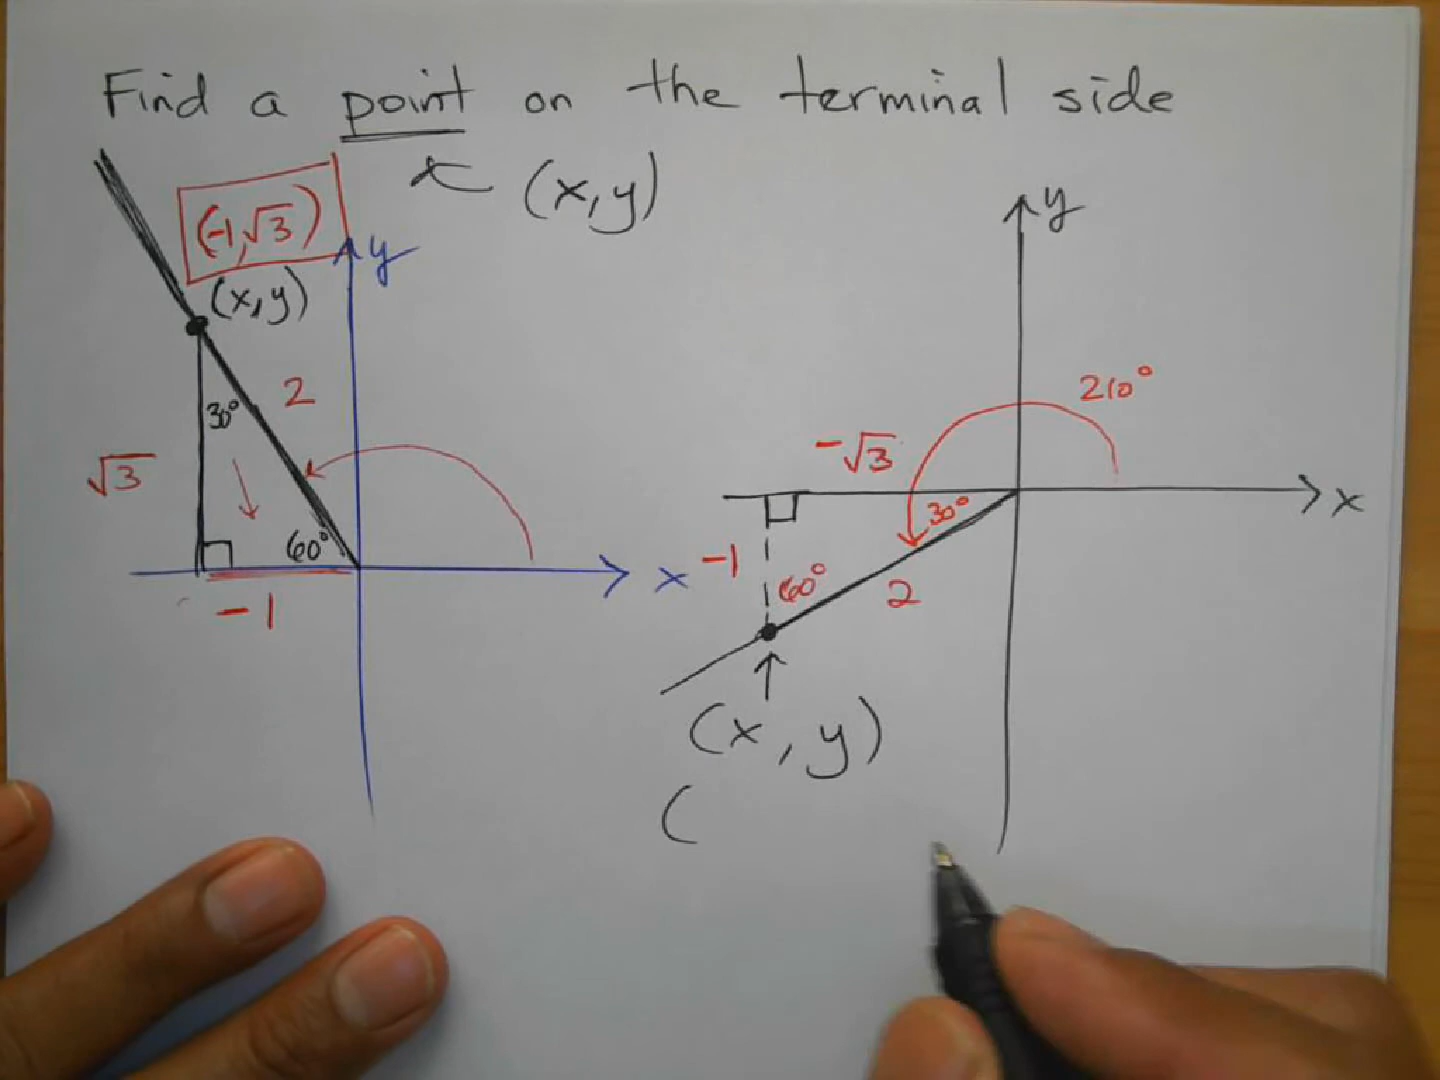 Find a point on the terminal side
(x,y)
(-1,√3)
y
(x,y)
2
30°
√3
60°
x
-1
y
210°
-√3
30°
x
-1
60°
2
(x, y)
(